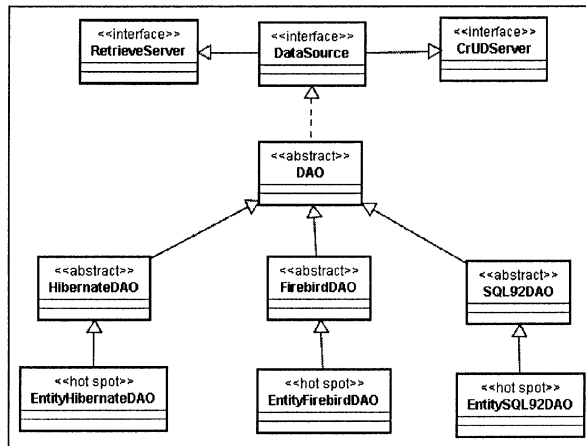 <<interface>>
RetrieveServer
<<interface>>
DataSource
<<interface>>
CrUDServer
<<abstract>>
DAO
<<abstract>>
HibernateDAO
<<abstract>>
FirebirdDAO
<<abstract>>
SQL92DAO
<<hot spot>>
EntityHibernateDAO
<<hot spot>>
EntityFirebirdDAO
<<hot spot>>
EntitySQL92DAO